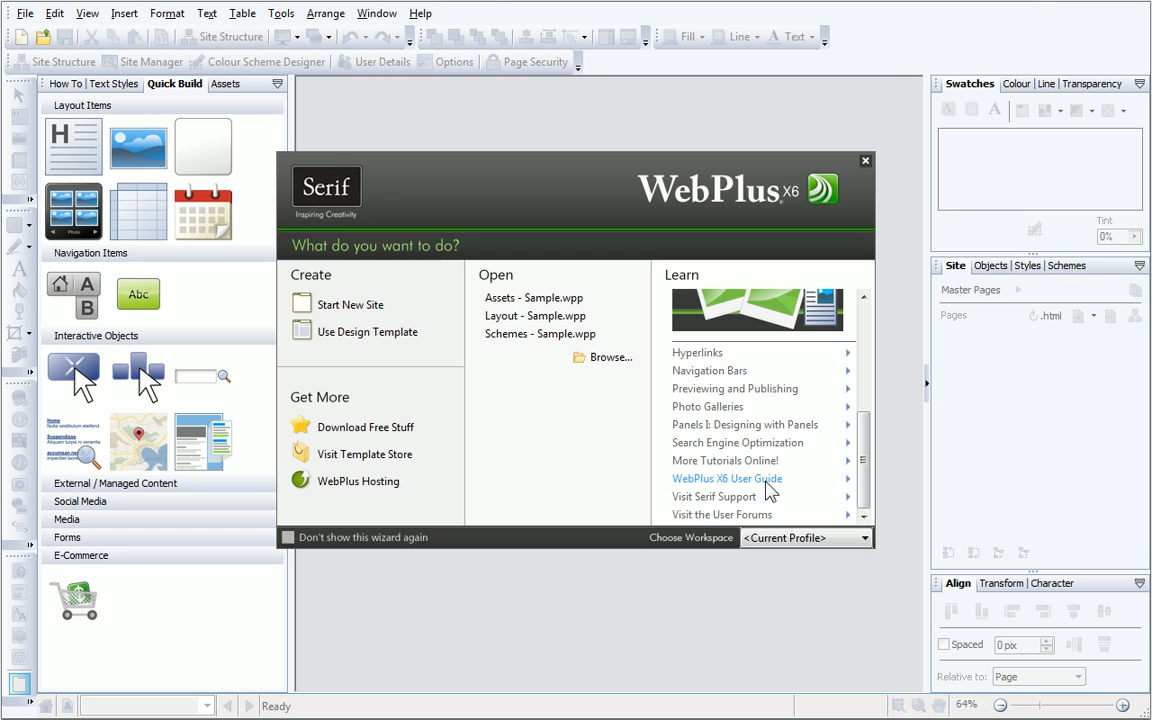 File Edit View Insert Format Text Table Tools Arrange Window Help
Site Structure Fill Line Text
Site Structure Site Manager Colour Scheme Designer User Details Options Page Security
How To Text Styles Quick Build Assets
Layout Items
H
Photo
Navigation Items
A
B
Abc
Interactive Objects
Home
External / Managed Content
Social Media
Media
Forms
E-Commerce
Serif
Inspiring Creativity
WebPlus X6
What do you want to do?
Create
Start New Site
Use Design Template
Get More
Download Free Stuff
Visit Template Store
WebPlus Hosting
Open
Assets - Sample.wpp
Layout - Sample.wpp
Schemes - Sample.wpp
Browse...
Learn
Hyperlinks
Navigation Bars
Previewing and Publishing
Photo Galleries
Panels I: Designing with Panels
Search Engine Optimization
More Tutorials Online!
WebPlus X6 User Guide
Visit Serif Support
Visit the User Forums
Don't show this wizard again
Choose Workspace <Current Profile>
Swatches Colour Line Transparency
Tint
0%
Site Objects Styles Schemes
Master Pages
Pages .html
Align Transform Character
Spaced 0 pix
Relative to: Page
Ready
64%